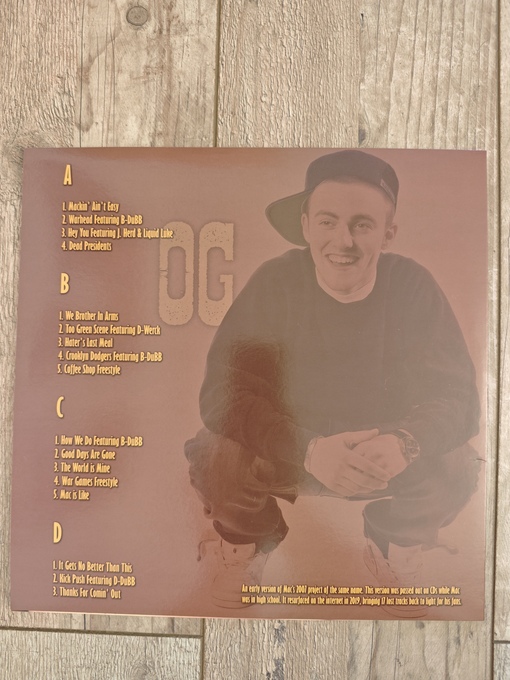 A
1. Mackin' Ain't Easy
2. Warhead Featuring B-DuBB
3. Hey You Featuring J. Herd & Liquid Luke
4. Dead Presidents
OG
B
1. We Brother In Arms
2. Too Green Scene Featuring D-Werch
3. Hater's Last Meal
4. Crooklyn Dodgers Featuring B-DuBB
5. Coffee Shop Freestyle
C
1. How We Do Featuring B-DuBB
2. Good Days Are Gone
3. The World is Mine
4. War Games Freestyle
5. Mac is Like
D
1. It Gets No Better Than This
2. Kick Push Featuring D-DuBB
3. Thanks For Comin' Out
An early version of Mac's 2007 project of the same name. This version was passed out on CDs while Mac
was in high school. It resurfaced on the internet in 2019, bringing 17 lost tracks back to light for his fans.